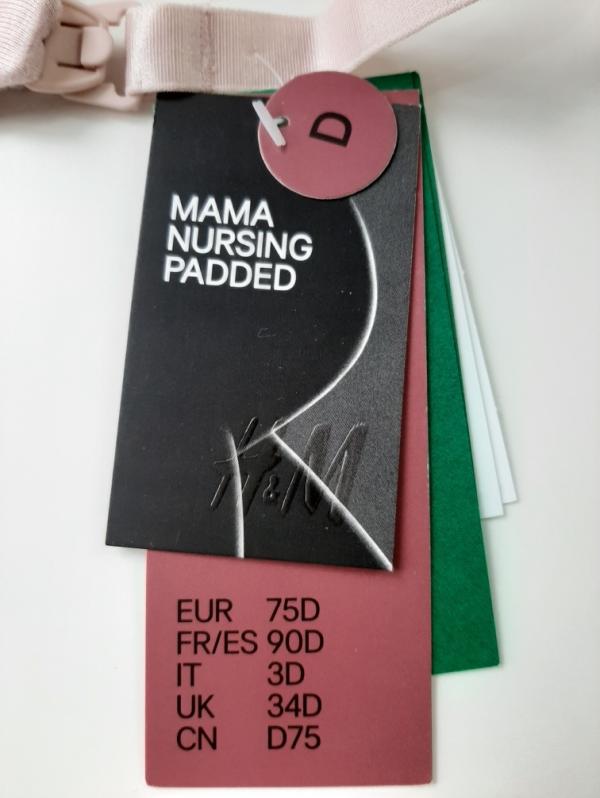 D
MAMA
NURSING
PADDED
H&M
EUR 75D
FR/ES 90D
IT 3D
UK 34D
CN D75